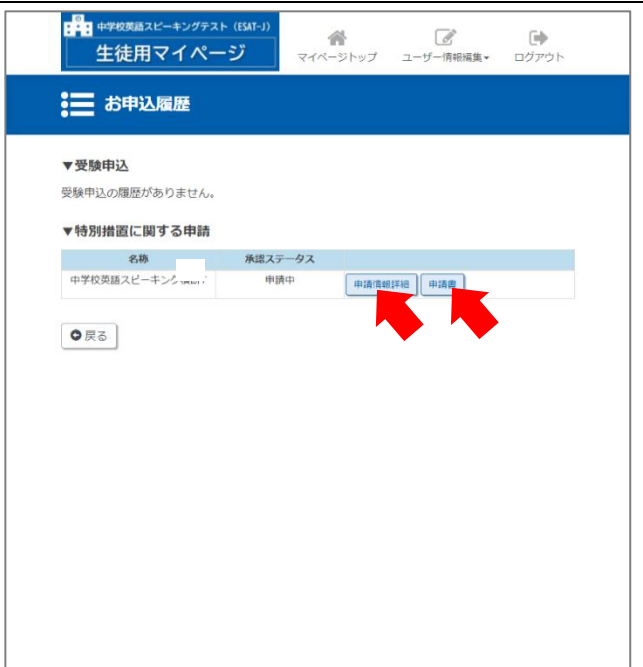 中学校英語スピーキングテスト (ESAT-J)
生徒用マイページ
マイページトップ ユーザー情報編集▾ ログアウト
お申込履歴
▼受験申込
受験申込の履歴がありません。
▼特別措置に関する申請
名称 承認ステータス
中学校英語スピーキング 申請中 申請情報詳細 申請書
戻る